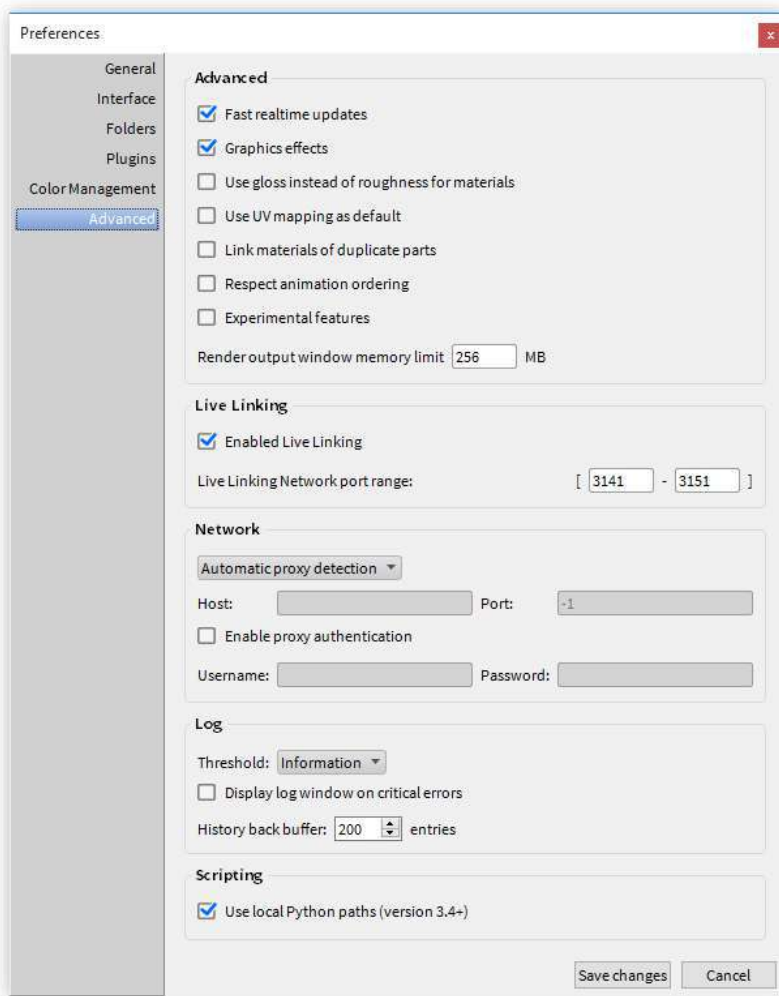 Preferences
x
General
Interface
Folders
Plugins
Color Management
Advanced
Advanced
Fast realtime updates
Graphics effects
Use gloss instead of roughness for materials
Use UV mapping as default
Link materials of duplicate parts
Respect animation ordering
Experimental features
Render output window memory limit 256 MB
Live Linking
Enabled Live Linking
Live Linking Network port range: [ 3141 - 3151 ]
Network
Automatic proxy detection
Host: Port: -1
Enable proxy authentication
Username: Password:
Log
Threshold: Information
Display log window on critical errors
History back buffer: 200 entries
Scripting
Use local Python paths (version 3.4+)
Save changes Cancel